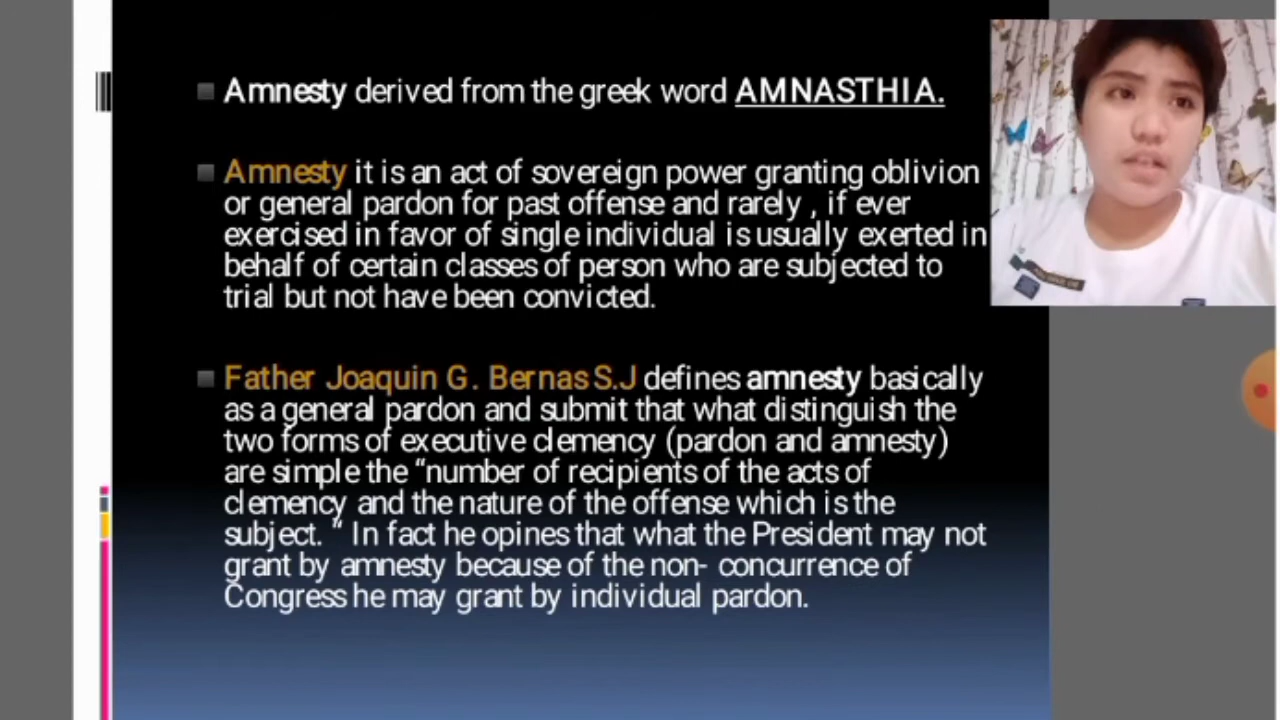 Amnesty derived from the greek word AMNASTHIA.
Amnesty it is an act of sovereign power granting oblivion
or general pardon for past offense and rarely , if ever
exercised in favor of single individual is usually exerted in
behalf of certain classes of person who are subjected to
trial but not have been convicted.
Father Joaquin G. Bernas S.J defines amnesty basically
as a general pardon and submit that what distinguish the
two forms of executive clemency (pardon and amnesty)
are simple the “number of recipients of the acts of
clemency and the nature of the offense which is the
subject. “ In fact he opines that what the President may not
grant by amnesty because of the non- concurrence of
Congress he may grant by individual pardon.